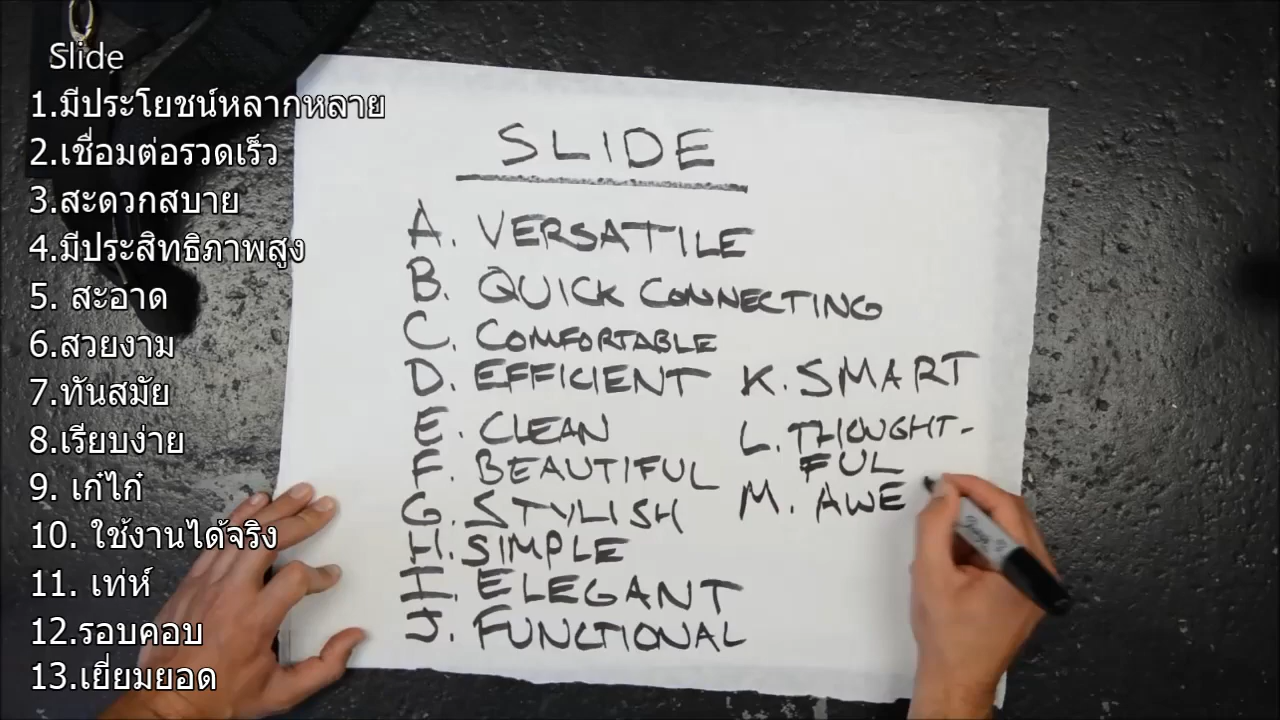 Slide
1.มีประโยชน์หลากหลาย
2.เชื่อมต่อรวดเร็ว
3.สะดวกสบาย
4.มีประสิทธิภาพสูง
5. สะอาด
6.สวยงาม
7.ทันสมัย
8.เรียบง่าย
9. เก๋ไก๋
10. ใช้งานได้จริง
11. เท่ห์
12.รอบคอบ
13.เยี่ยมยอด
SLIDE
A. VERSATILE
B. QUICK CONNECTING
C. COMFORTABLE
D. EFFICIENT
E. CLEAN
F. BEAUTIFUL
G. STYLISH
H. SIMPLE
I. ELEGANT
J. FUNCTIONAL
K. SMART
L. THOUGHT-
FUL
M. AWE